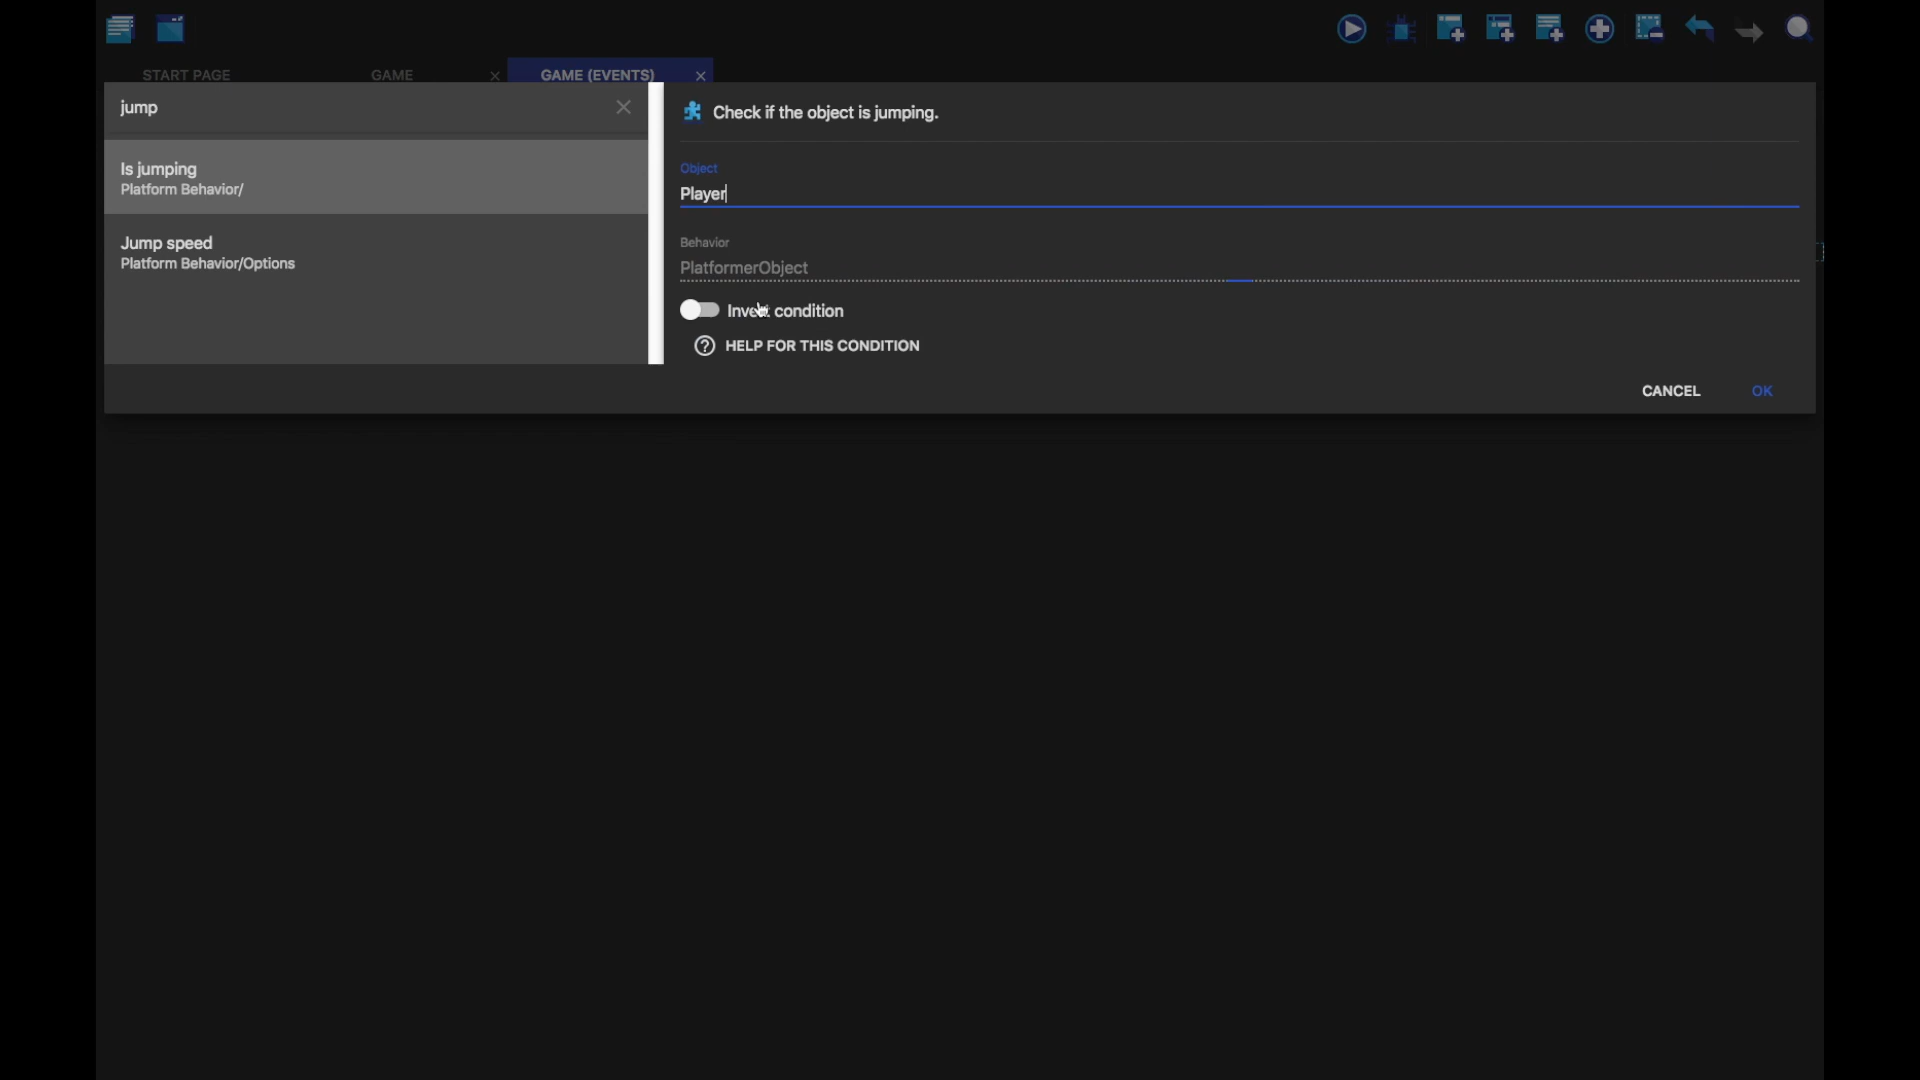 START PAGE
GAME
GAME (EVENTS)
jump
Is jumping
Platform Behavior/
Jump speed
Platform Behavior/Options
Check if the object is jumping.
Object
Player
Behavior
PlatformerObject
Invert condition
HELP FOR THIS CONDITION
CANCEL
OK